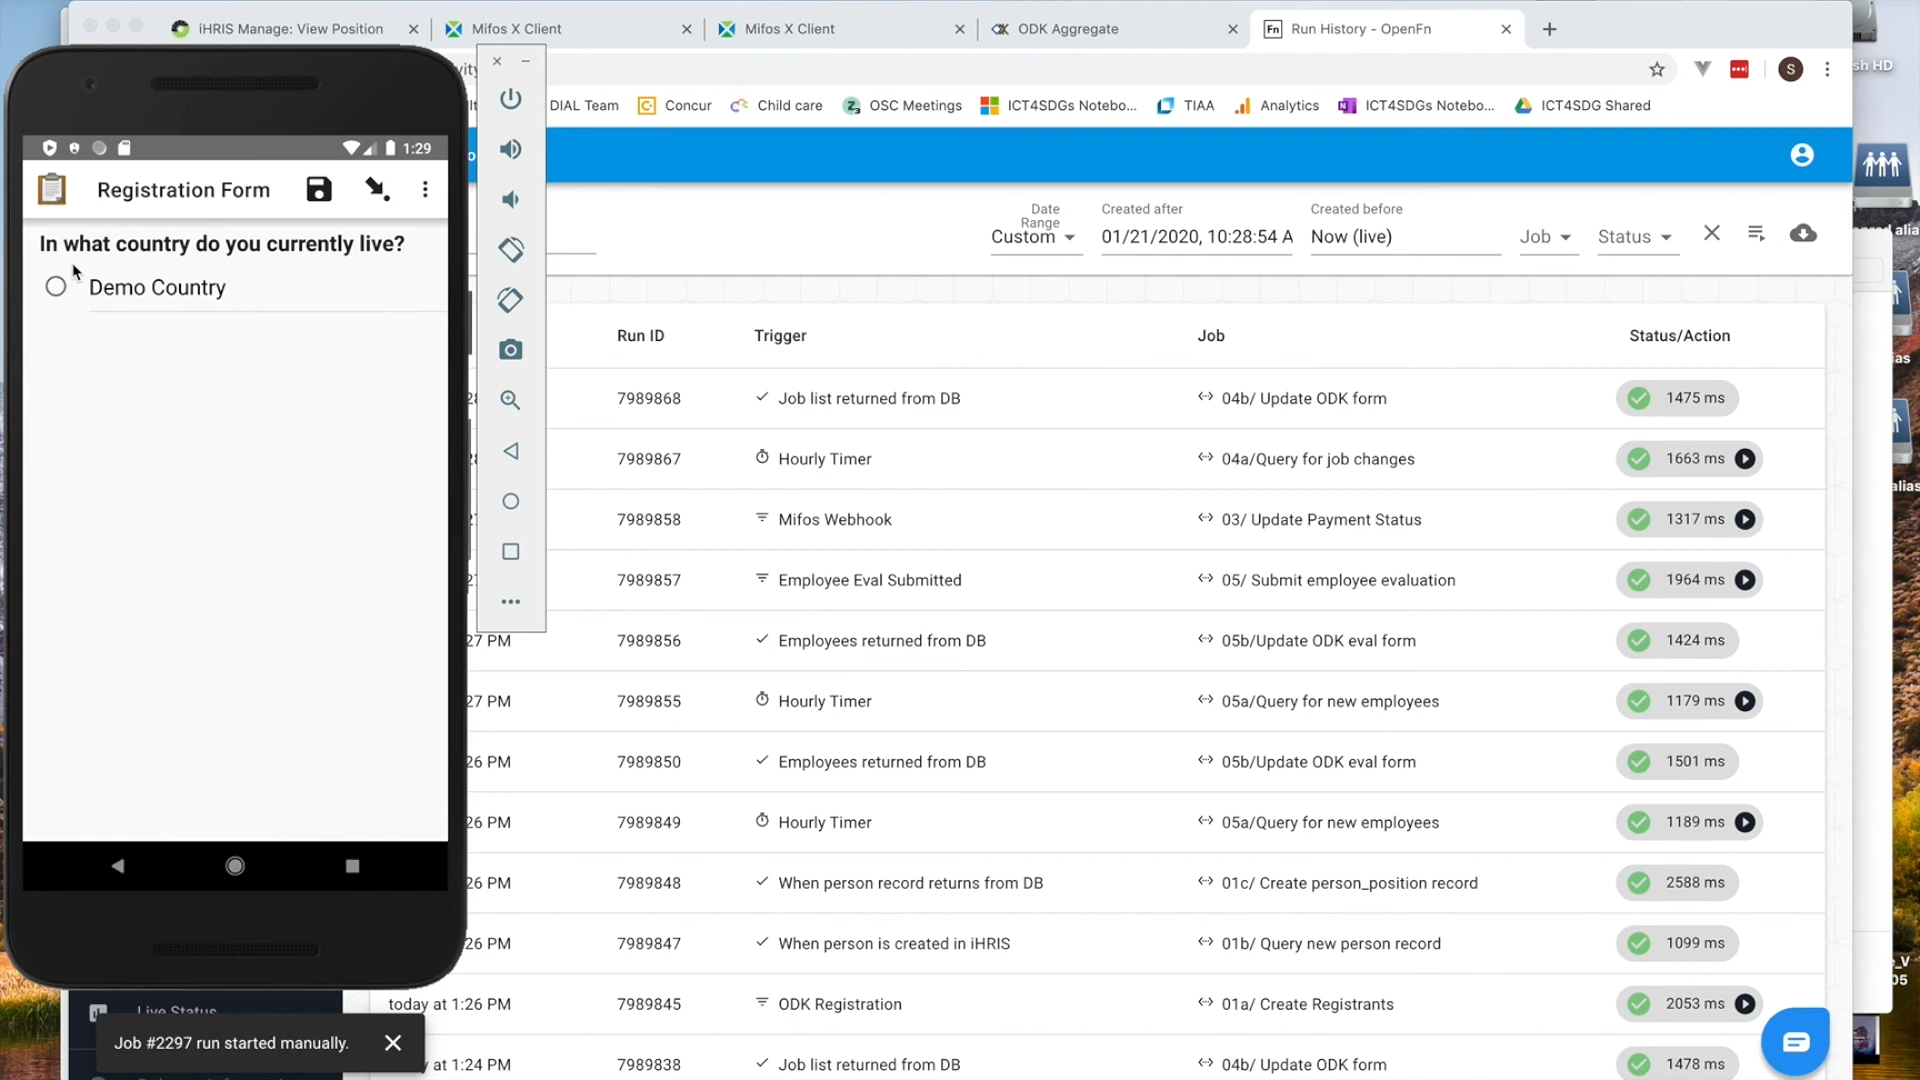 iHRIS Manage: View Position
Mifos X Client
Mifos X Client
ODK Aggregate
Fn Run History - OpenFn
S
DIAL Team
Concur
Child care
OSC Meetings
ICT4SDGs Notebo...
TIAA
Analytics
ICT4SDGs Notebo...
ICT4SDG Shared
sh HD
1:29
Registration Form
In what country do you currently live?
Demo Country
Date Range
Custom
Created after
01/21/2020, 10:28:54 A
Created before
Now (live)
Job
Status
Run ID Trigger Job Status/Action
7989868 Job list returned from DB 04b/ Update ODK form 1475 ms
7989867 Hourly Timer 04a/Query for job changes 1663 ms
7989858 Mifos Webhook 03/ Update Payment Status 1317 ms
7989857 Employee Eval Submitted 05/ Submit employee evaluation 1964 ms
27 PM 7989856 Employees returned from DB 05b/Update ODK eval form 1424 ms
27 PM 7989855 Hourly Timer 05a/Query for new employees 1179 ms
26 PM 7989850 Employees returned from DB 05b/Update ODK eval form 1501 ms
26 PM 7989849 Hourly Timer 05a/Query for new employees 1189 ms
26 PM 7989848 When person record returns from DB 01c/ Create person_position record 2588 ms
26 PM 7989847 When person is created in iHRIS 01b/ Query new person record 1099 ms
today at 1:26 PM 7989845 ODK Registration 01a/ Create Registrants 2053 ms
at 1:24 PM 7989838 Job list returned from DB 04b/ Update ODK form 1478 ms
Live Status
Job #2297 run started manually.